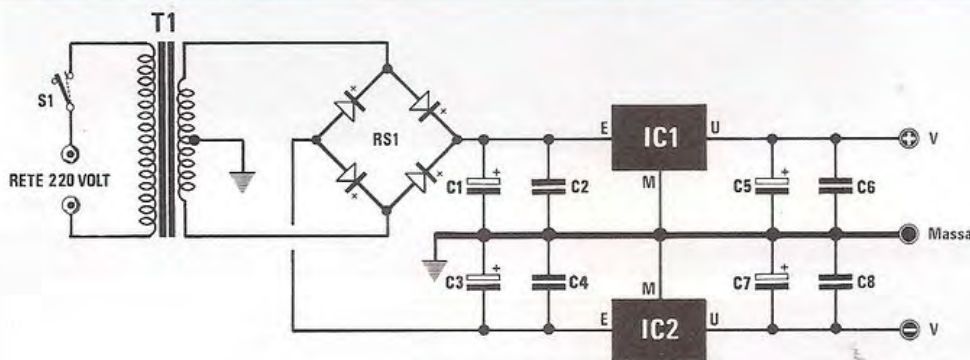 T1
S1
RETE 220 VOLT
RS1
+
+
+
+
E
IC1
U
M
C1
+
C2
C5
+
C6
+ V
Massa
C3
+
C4
C7
+
C8
M
E
IC2
U
- V